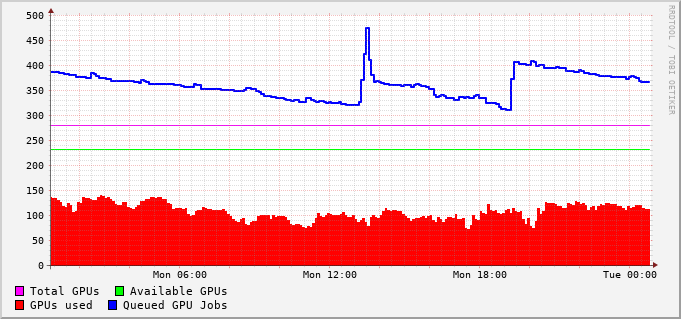 500
450
400
350
300
250
200
150
100
50
0
Mon 06:00 Mon 12:00 Mon 18:00 Tue 00:00
Total GPUs Available GPUs
GPUs used Queued GPU Jobs
RRDTOOL / TOBI OETIKER